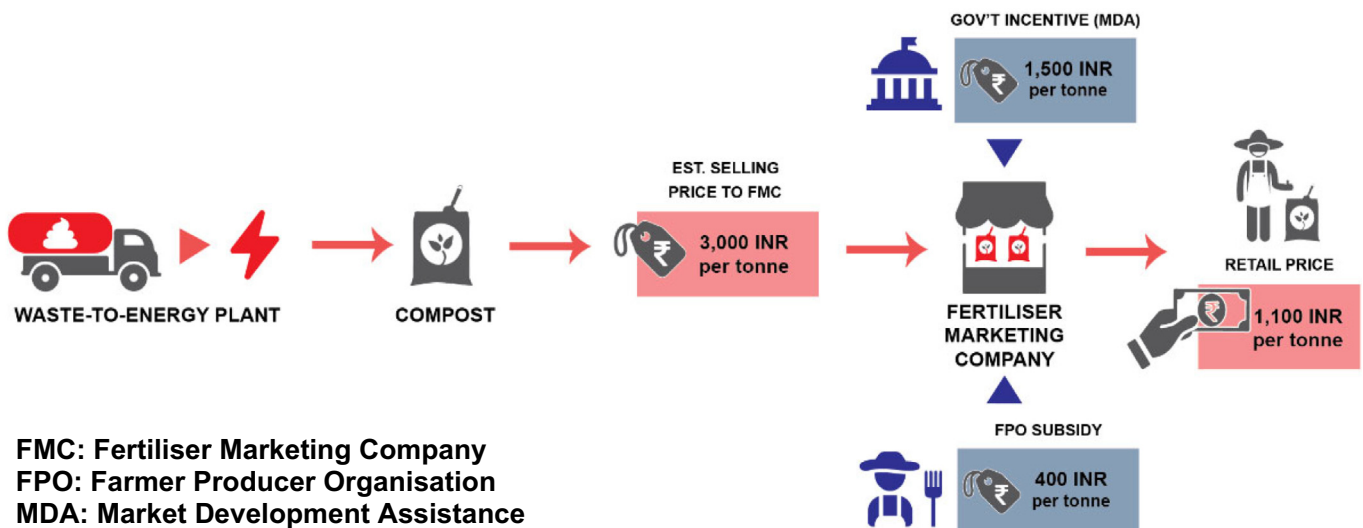 GOV'T INCENTIVE (MDA)
1,500 INR
per tonne
EST. SELLING
PRICE TO FMC
3,000 INR
per tonne
WASTE-TO-ENERGY PLANT
COMPOST
FERTILISER
MARKETING
COMPANY
RETAIL PRICE
1,100 INR
per tonne
FPO SUBSIDY
400 INR
per tonne
FMC: Fertiliser Marketing Company
FPO: Farmer Producer Organisation
MDA: Market Development Assistance